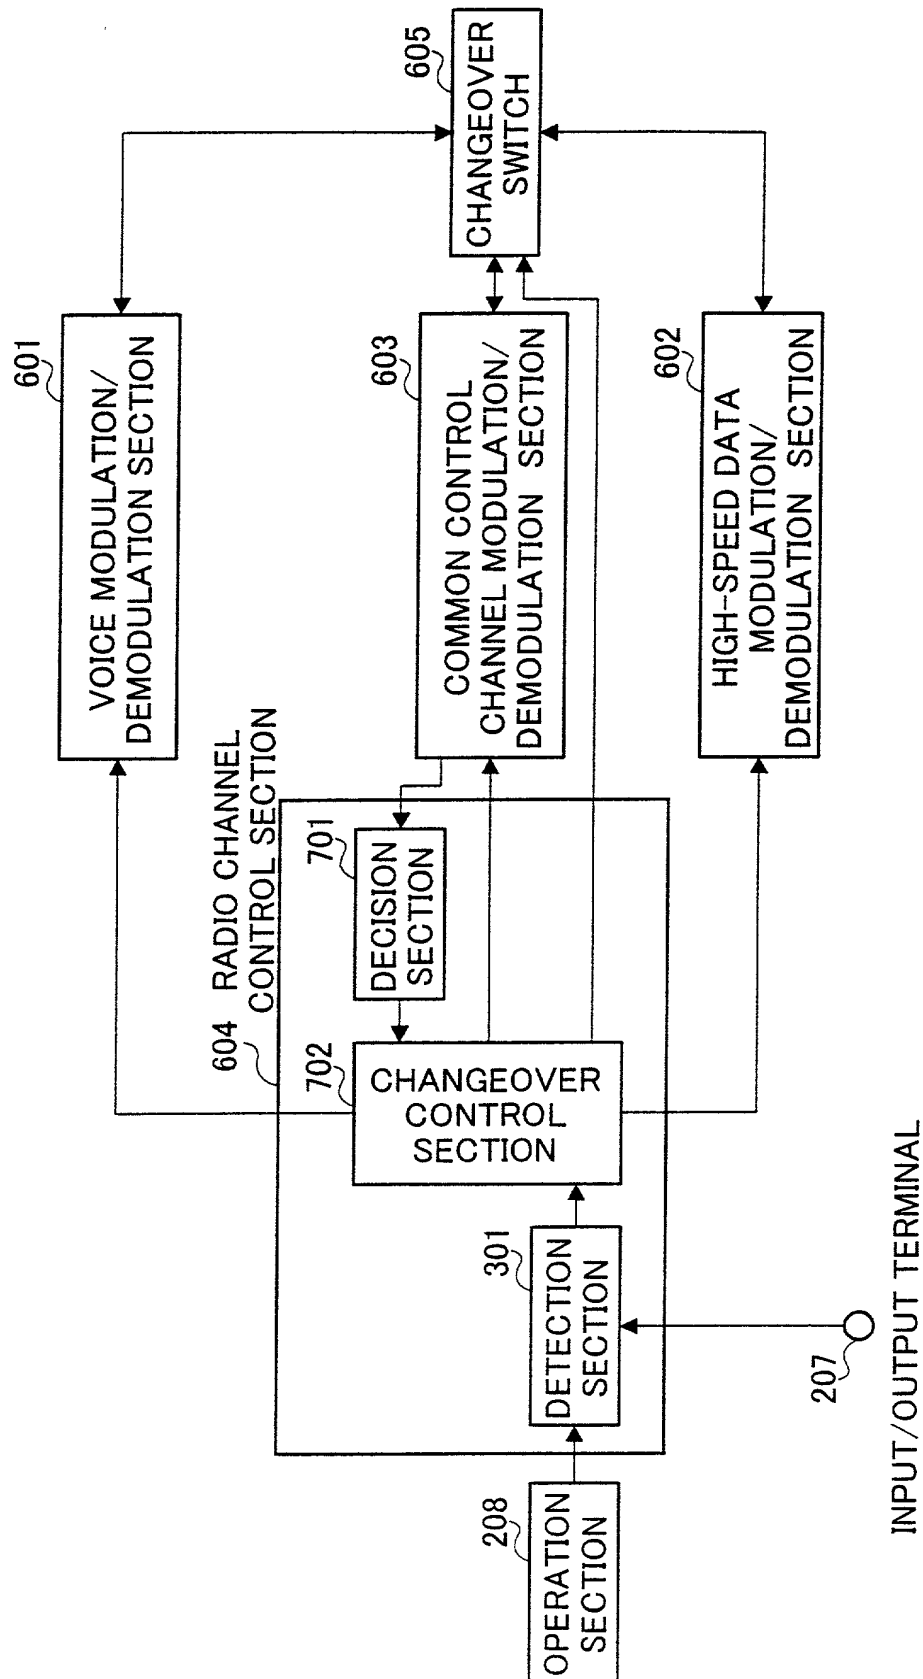 601
VOICE MODULATION/
DEMODULATION SECTION
605
CHANGEOVER
SWITCH
604 RADIO CHANNEL
CONTROL SECTION
603
COMMON CONTROL
CHANNEL MODULATION/
DEMODULATION SECTION
701
DECISION
SECTION
702
CHANGEOVER
CONTROL
SECTION
208
OPERATION
SECTION
301
DETECTION
SECTION
602
HIGH-SPEED DATA
MODULATION/
DEMODULATION SECTION
207
INPUT/OUTPUT TERMINAL